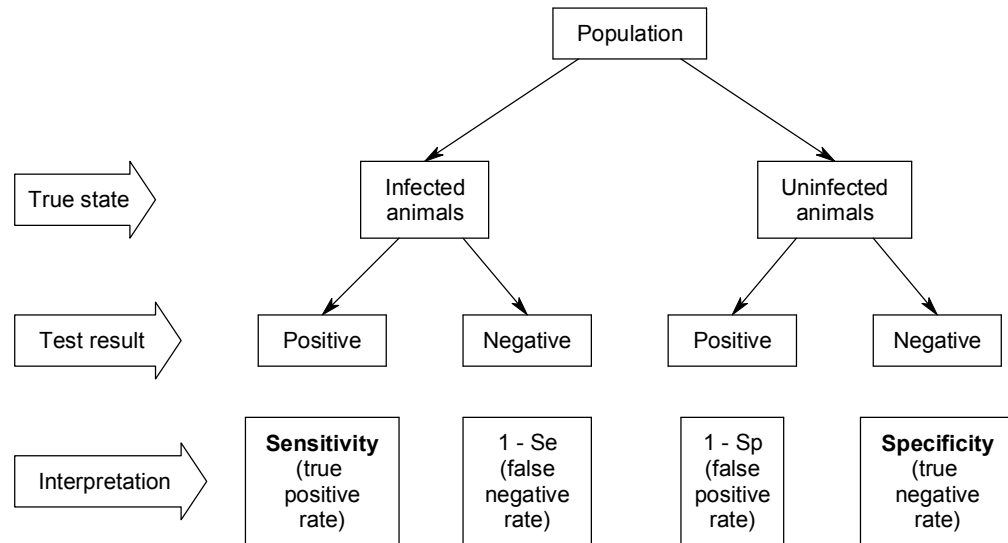 Population
True state
Infected
animals
Uninfected
animals
Test result
Positive
Negative
Positive
Negative
Interpretation
Sensitivity
(true
positive
rate)
1 - Se
(false
negative
rate)
1 - Sp
(false
positive
rate)
Specificity
(true
negative
rate)